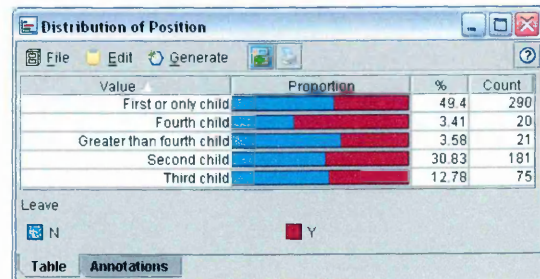 Distribution of Position
File Edit Generate
Value Proportion % Count
First or only child 49.4 290
Fourth child 3.41 20
Greater than fourth child 3.58 21
Second child 30.83 181
Third child 12.78 75
Leave
N Y
Table Annotations